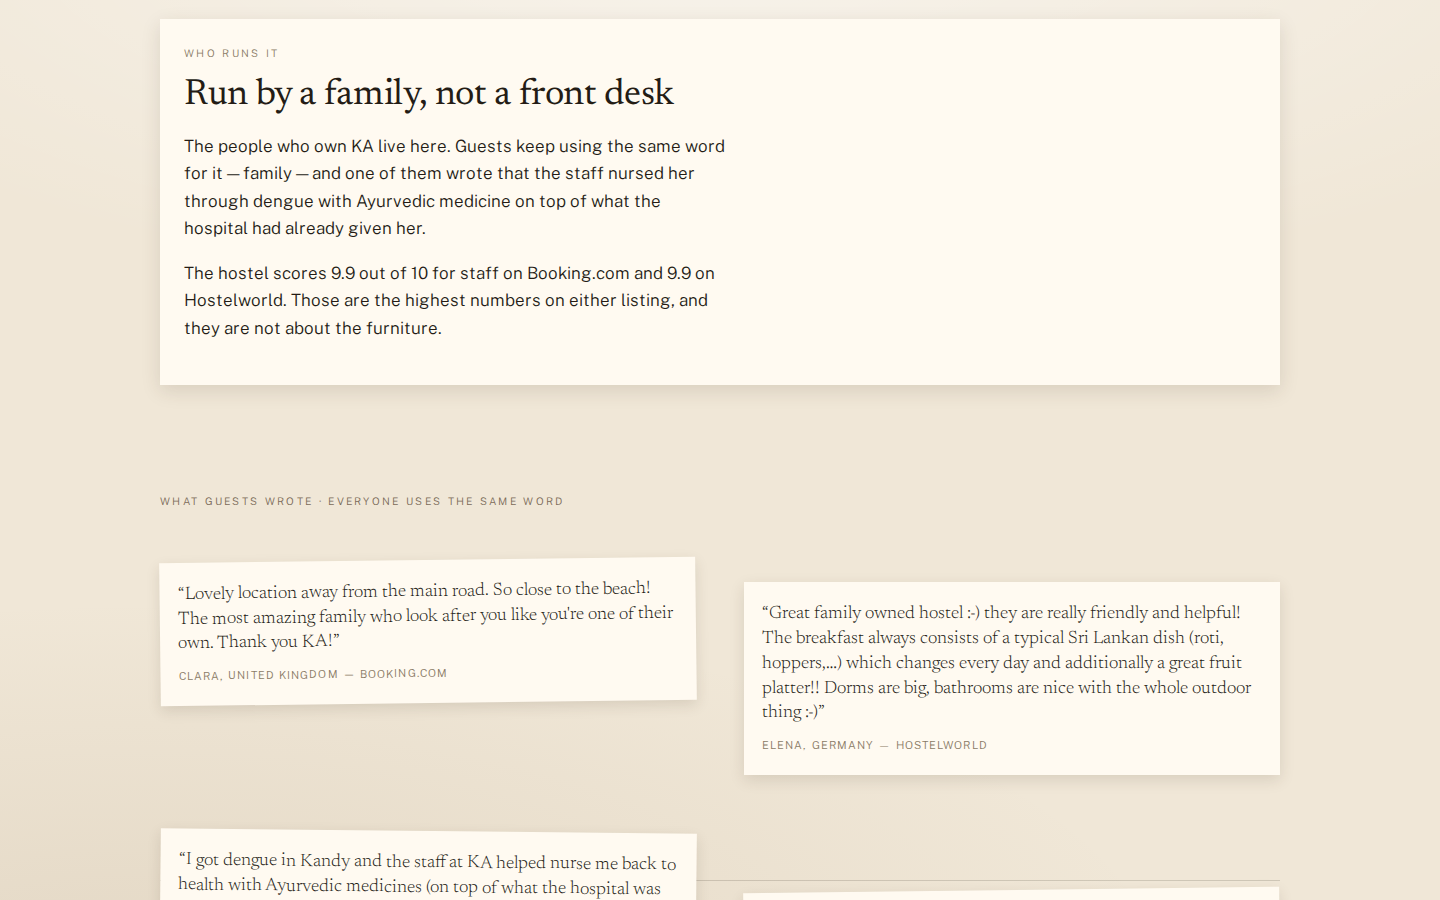 WHO RUNS IT
Run by a family, not a front desk
The people who own KA live here. Guests keep using the same word
for it — family — and one of them wrote that the staff nursed her
through dengue with Ayurvedic medicine on top of what the
hospital had already given her.
The hostel scores 9.9 out of 10 for staff on Booking.com and 9.9 on
Hostelworld. Those are the highest numbers on either listing, and
they are not about the furniture.
WHAT GUESTS WROTE · EVERYONE USES THE SAME WORD
“Lovely location away from the main road. So close to the beach!
The most amazing family who look after you like you're one of their
own. Thank you KA!”
CLARA, UNITED KINGDOM — BOOKING.COM
“Great family owned hostel :-) they are really friendly and helpful!
The breakfast always consists of a typical Sri Lankan dish (roti,
hoppers,...) which changes every day and additionally a great fruit
platter!! Dorms are big, bathrooms are nice with the whole outdoor
thing :-)”
ELENA, GERMANY — HOSTELWORLD
“I got dengue in Kandy and the staff at KA helped nurse me back to
health with Ayurvedic medicines (on top of what the hospital was